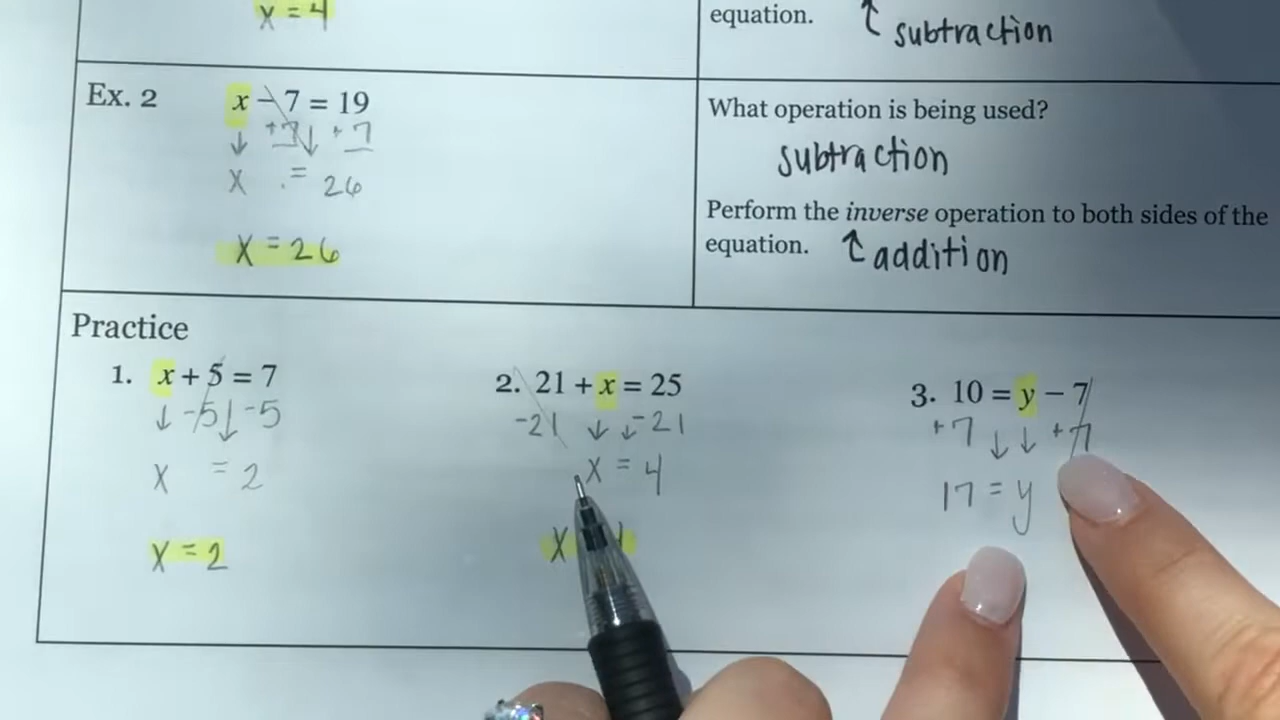 x = 4
equation. ↑ subtraction
Ex. 2 x - 7 = 19
↓ +7 ↓ +7
x = 26
x = 26
What operation is being used?
subtraction
Perform the inverse operation to both sides of the
equation. ↑ addition
Practice
1. x + 5 = 7
↓ -5 ↓ -5
x = 2
x = 2
2. 21 + x = 25
-21 ↓ ↓ -21
x = 4
x
3. 10 = y - 7
+7 ↓ ↓ +7
17 = y